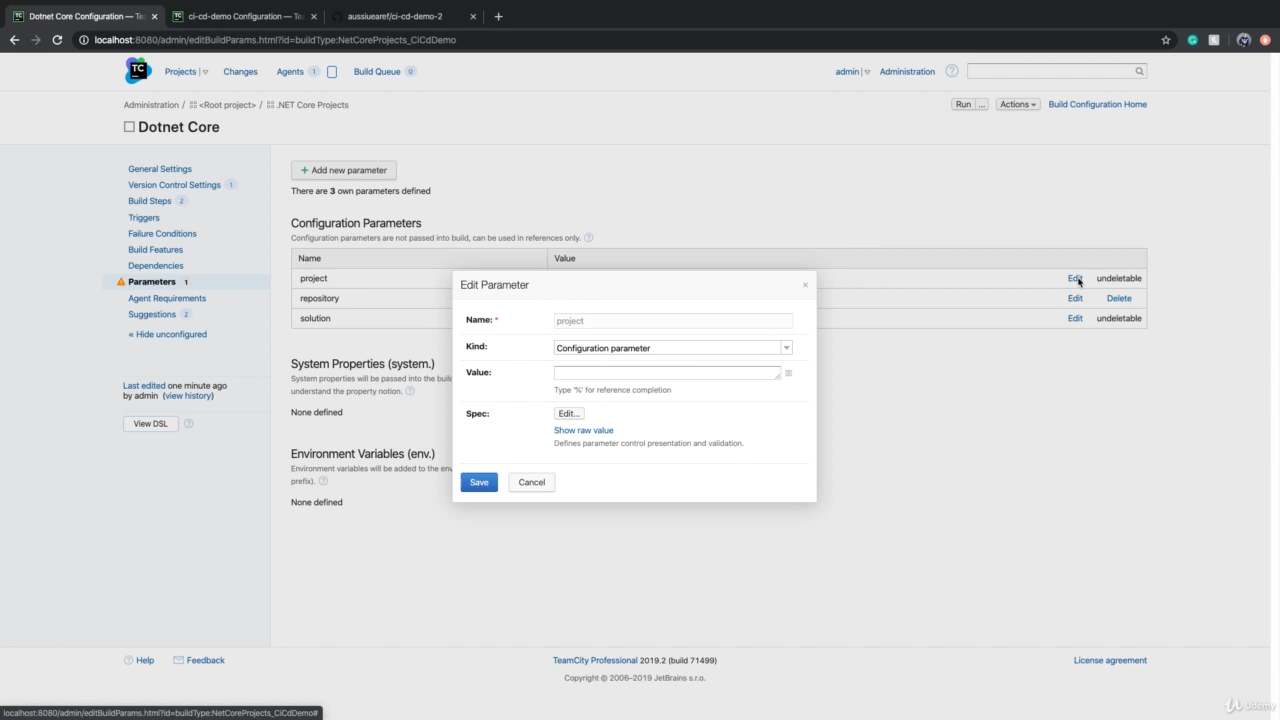 Dotnet Core Configuration — Te
ci-cd-demo Configuration — Tea
aussiuearef/ci-cd-demo-2
localhost:8080/admin/editBuildParams.html?id=buildType:NetCoreProjects_CiCdDemo
TC
Projects
Changes
Agents 1
Build Queue 0
admin
Administration
Administration / <Root project> / .NET Core Projects
Run ...
Actions
Build Configuration Home
Dotnet Core
General Settings
Version Control Settings 1
Build Steps 2
Triggers
Failure Conditions
Build Features
Dependencies
Parameters 1
Agent Requirements
Suggestions 2
« Hide unconfigured
Last edited one minute ago
by admin (view history)
View DSL
+ Add new parameter
There are 3 own parameters defined
Configuration Parameters
Configuration parameters are not passed into build, can be used in references only.
Name Value
project Edit undeletable
repository Edit Delete
solution Edit undeletable
System Properties (system.)
System properties will be passed into the buil
understand the property notion.
None defined
Environment Variables (env.)
Environment variables will be added to the env
prefix).
None defined
Edit Parameter
Name: * project
Kind: Configuration parameter
Value:
Type '%' for reference completion
Spec: Edit...
Show raw value
Defines parameter control presentation and validation.
Save Cancel
Help
Feedback
TeamCity Professional 2019.2 (build 71499)
Copyright © 2006–2019 JetBrains s.r.o.
License agreement
localhost:8080/admin/editBuildParams.html?id=buildType:NetCoreProjects_CiCdDemo#
Udemy